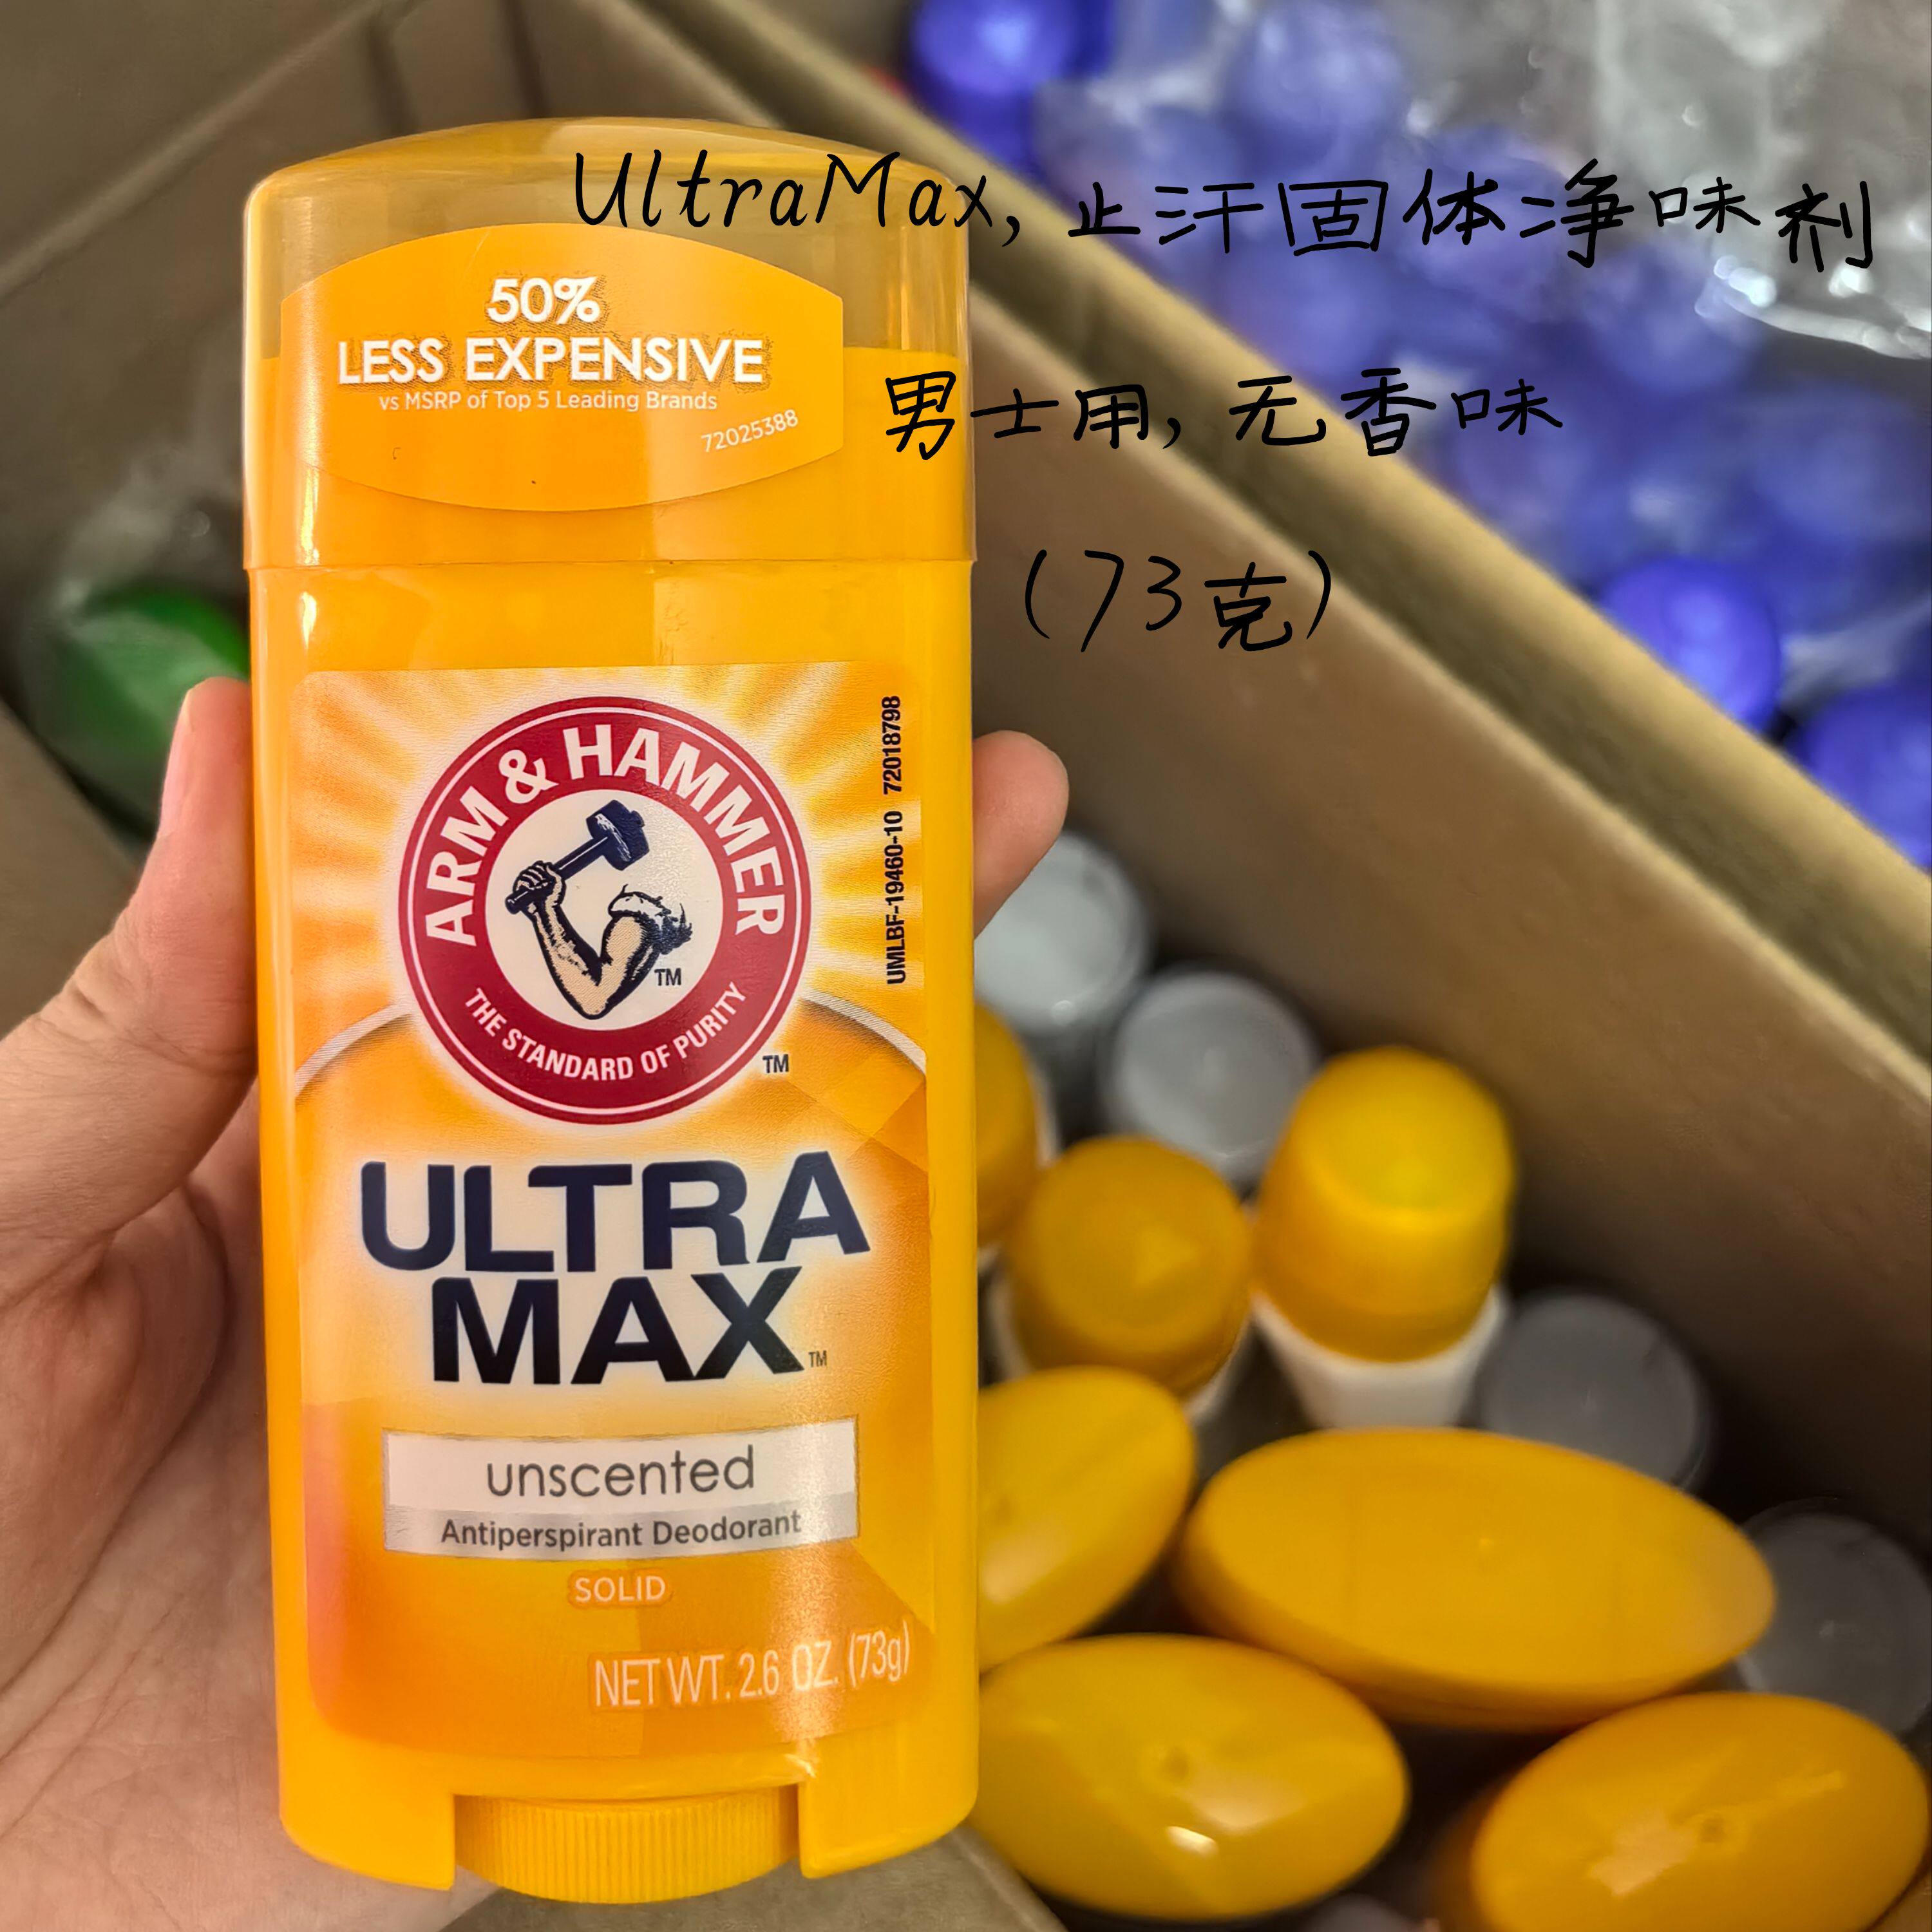 UltraMax, 止汗固体净味剂
男士用, 无香味
(73克)
50%
LESS EXPENSIVE
vs MSRP of Top 5 Leading Brands
72025388
ARM & HAMMER
THE STANDARD OF PURITY
TM
TM
UMLBF-19460-10 72018798
ULTRA
MAX™
unscented
Antiperspirant Deodorant
SOLID
NET WT. 2.6 OZ. (73g)